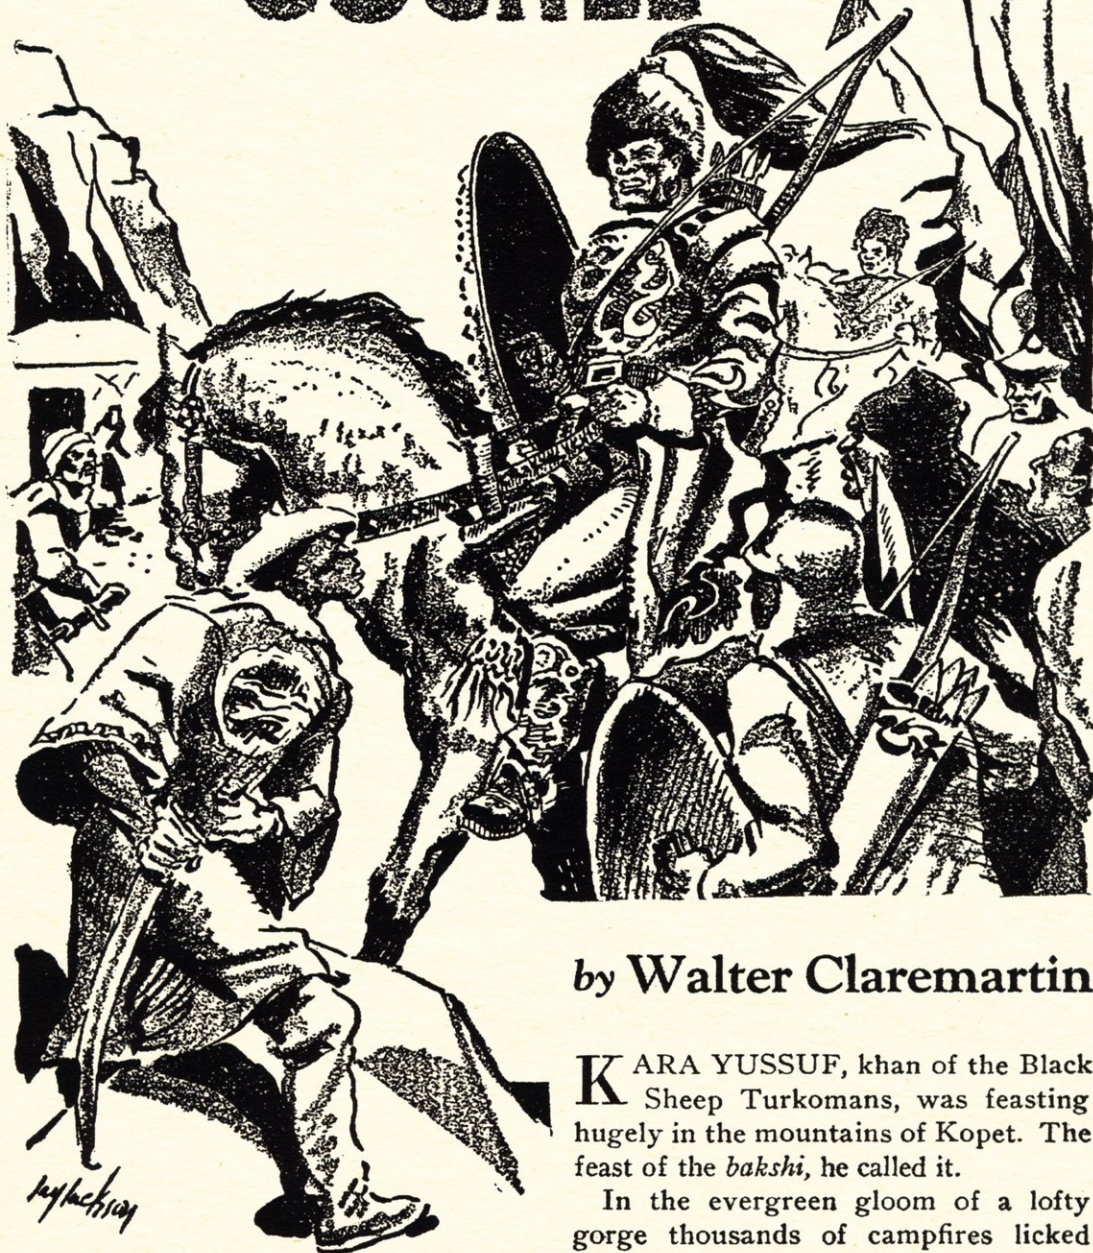 by Walter Claremartin
KARA YUSSUF, khan of the Black
Sheep Turkomans, was feasting
hugely in the mountains of Kopet. The
feast of the bakshi, he called it.
In the evergreen gloom of a lofty
gorge thousands of campfires licked
jayJackson